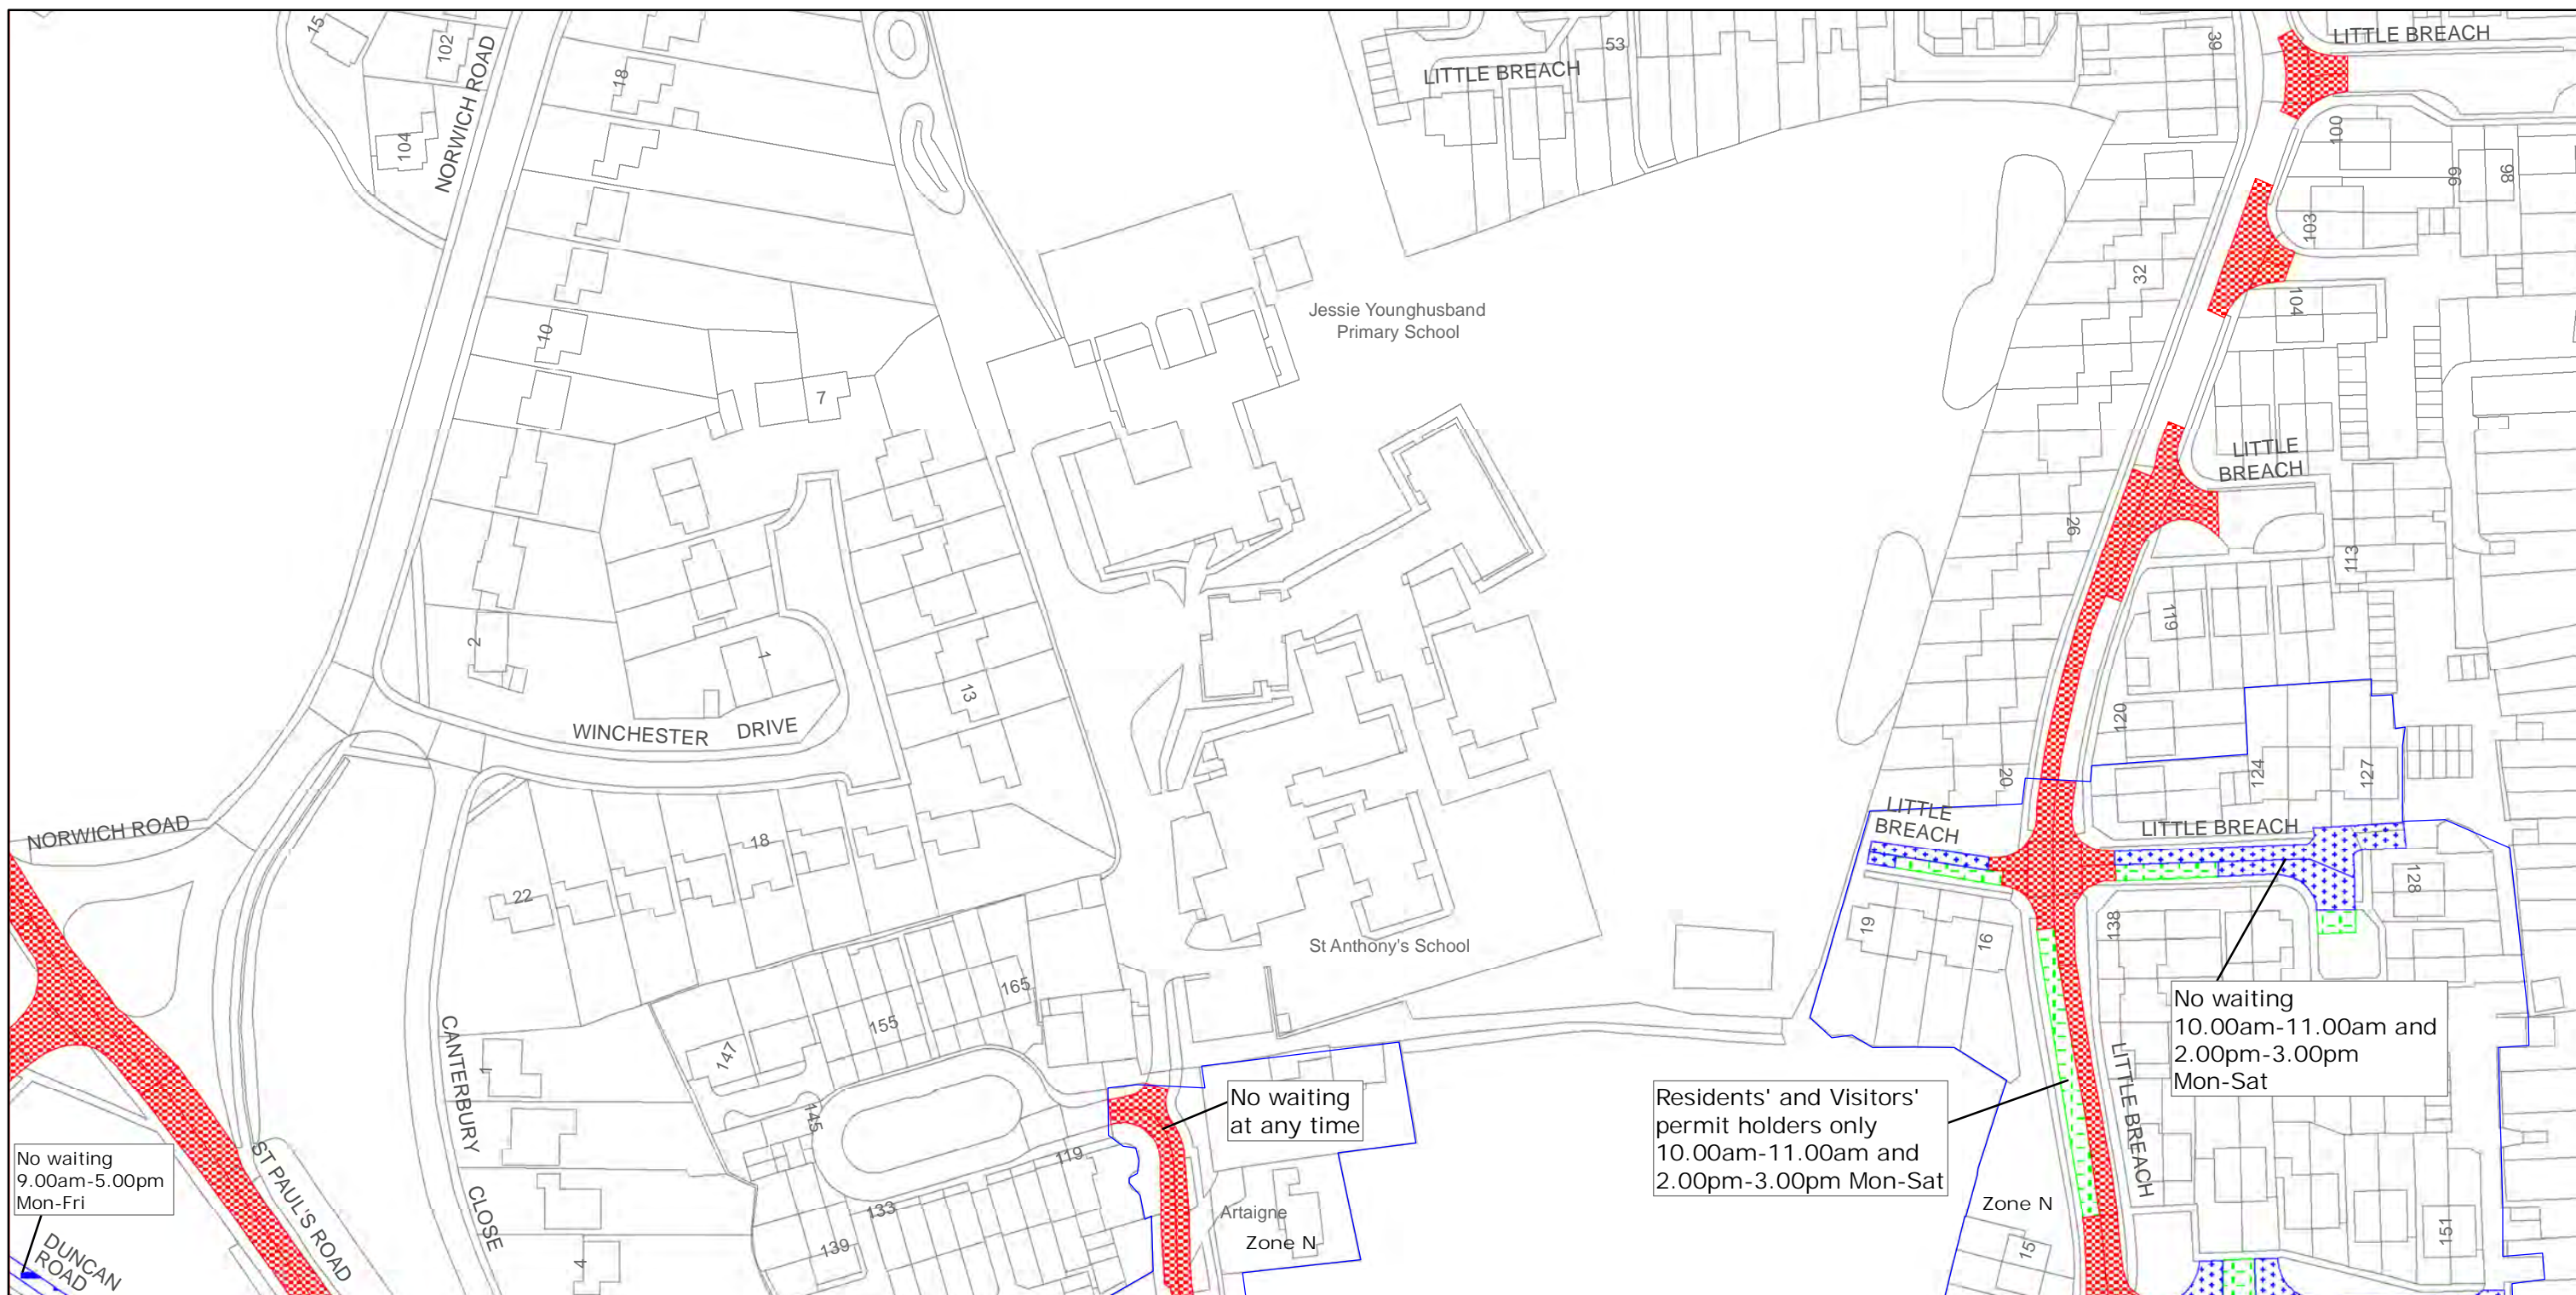 15
102
NORWICH ROAD
104
18
10
7
2
1
13
WINCHESTER DRIVE
NORWICH ROAD
18
22
CANTERBURY
CLOSE
1
4
147
155
165
145
133
139
119
ST PAUL'S ROAD
No waiting
9.00am-5.00pm
Mon-Fri
DUNCAN
ROAD
LITTLE BREACH
53
Jessie Younghusband
Primary School
St Anthony's School
No waiting
at any time
Artaigne
Zone N
39
LITTLE BREACH
100
66
98
103
104
32
LITTLE
BREACH
26
113
119
120
20
124
127
LITTLE
BREACH
LITTLE BREACH
128
19
16
138
No waiting
10.00am-11.00am and
2.00pm-3.00pm
Mon-Sat
Residents' and Visitors'
permit holders only
10.00am-11.00am and
2.00pm-3.00pm Mon-Sat
LITTLE BREACH
Zone N
15
151